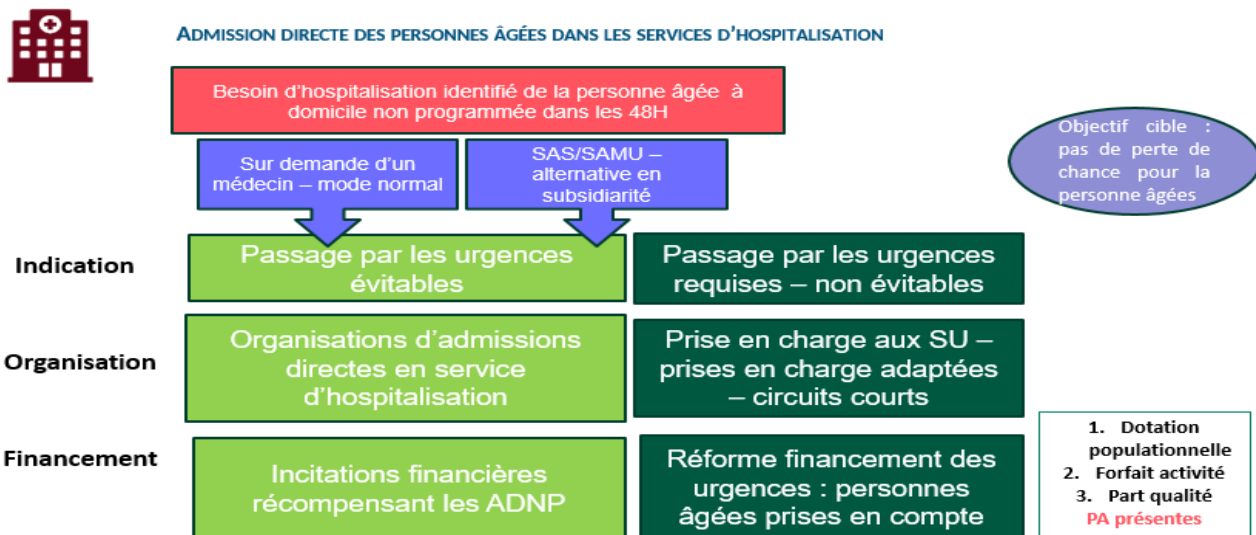 ADMISSION DIRECTE DES PERSONNES ÂGÉES DANS LES SERVICES D'HOSPITALISATION
Besoin d'hospitalisation identifié de la personne âgée à
domicile non programmée dans les 48H
Sur demande d'un
médecin – mode normal
SAS/SAMU –
alternative en
subsidiarité
Objectif cible :
pas de perte de
chance pour la
personne âgées
Indication
Passage par les urgences
évitables
Passage par les urgences
requises – non évitables
Organisation
Organisations d'admissions
directes en service
d'hospitalisation
Prise en charge aux SU –
prises en charge adaptées
– circuits courts
Financement
Incitations financières
récompensant les ADNP
Réforme financement des
urgences : personnes
âgées prises en compte
1. Dotation
populationnelle
2. Forfait activité
3. Part qualité
PA présentes